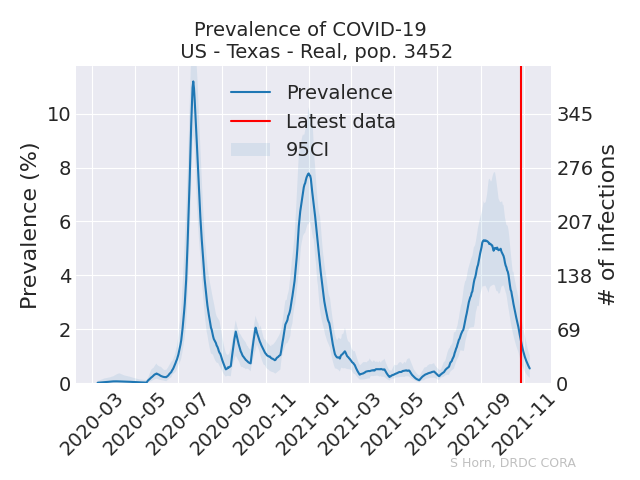 Prevalence of COVID-19
US - Texas - Real, pop. 3452
Prevalence
Latest data
95CI
Prevalence (%)
10
8
6
4
2
0
345
276
207
138
69
0
# of infections
2020-03
2020-05
2020-07
2020-09
2020-11
2021-01
2021-03
2021-05
2021-07
2021-09
2021-11
S Horn, DRDC CORA